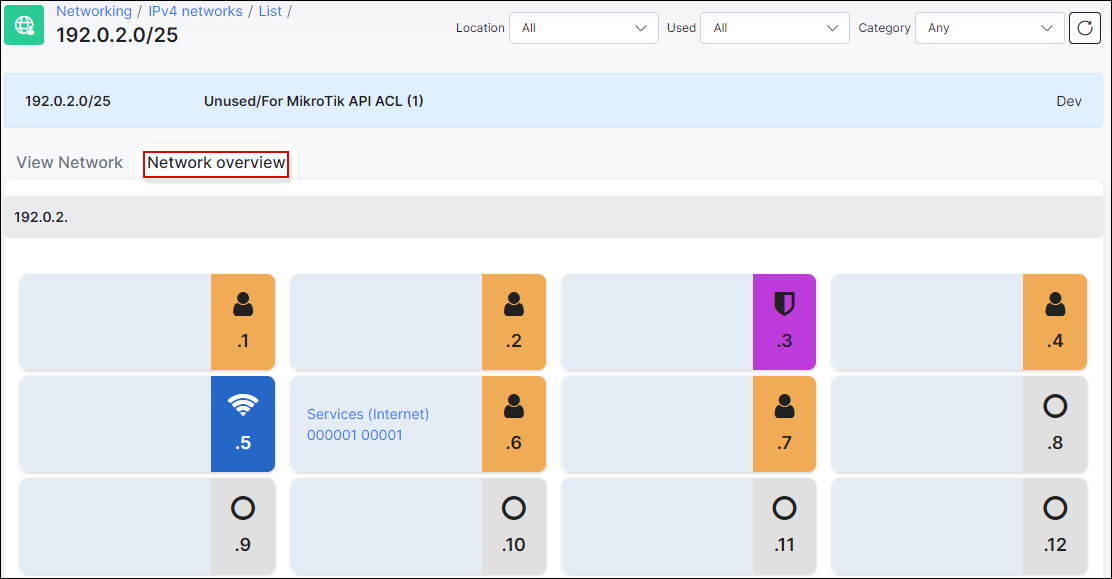 Networking / IPv4 networks / List /
192.0.2.0/25
Location All Used All Category Any
192.0.2.0/25 Unused/For MikroTik API ACL (1) Dev
View Network Network overview
192.0.2.
.1 .2 .3 .4
Services (Internet)
000001 00001
.5 .6 .7 .8
.9 .10 .11 .12